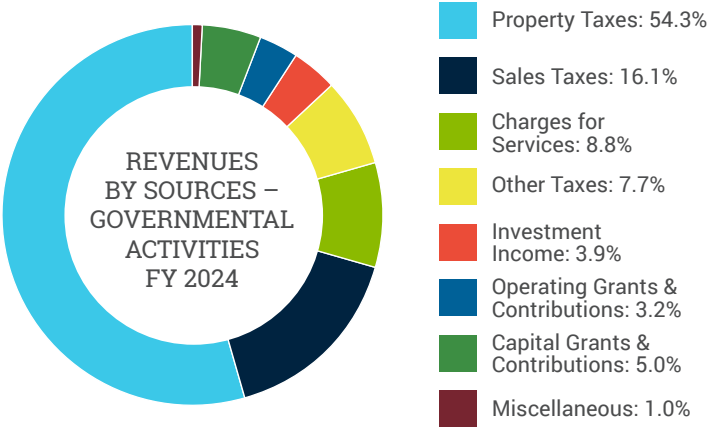 REVENUES
BY SOURCES –
GOVERNMENTAL
ACTIVITIES
FY 2024
Property Taxes: 54.3%
Sales Taxes: 16.1%
Charges for
Services: 8.8%
Other Taxes: 7.7%
Investment
Income: 3.9%
Operating Grants &
Contributions: 3.2%
Capital Grants &
Contributions: 5.0%
Miscellaneous: 1.0%